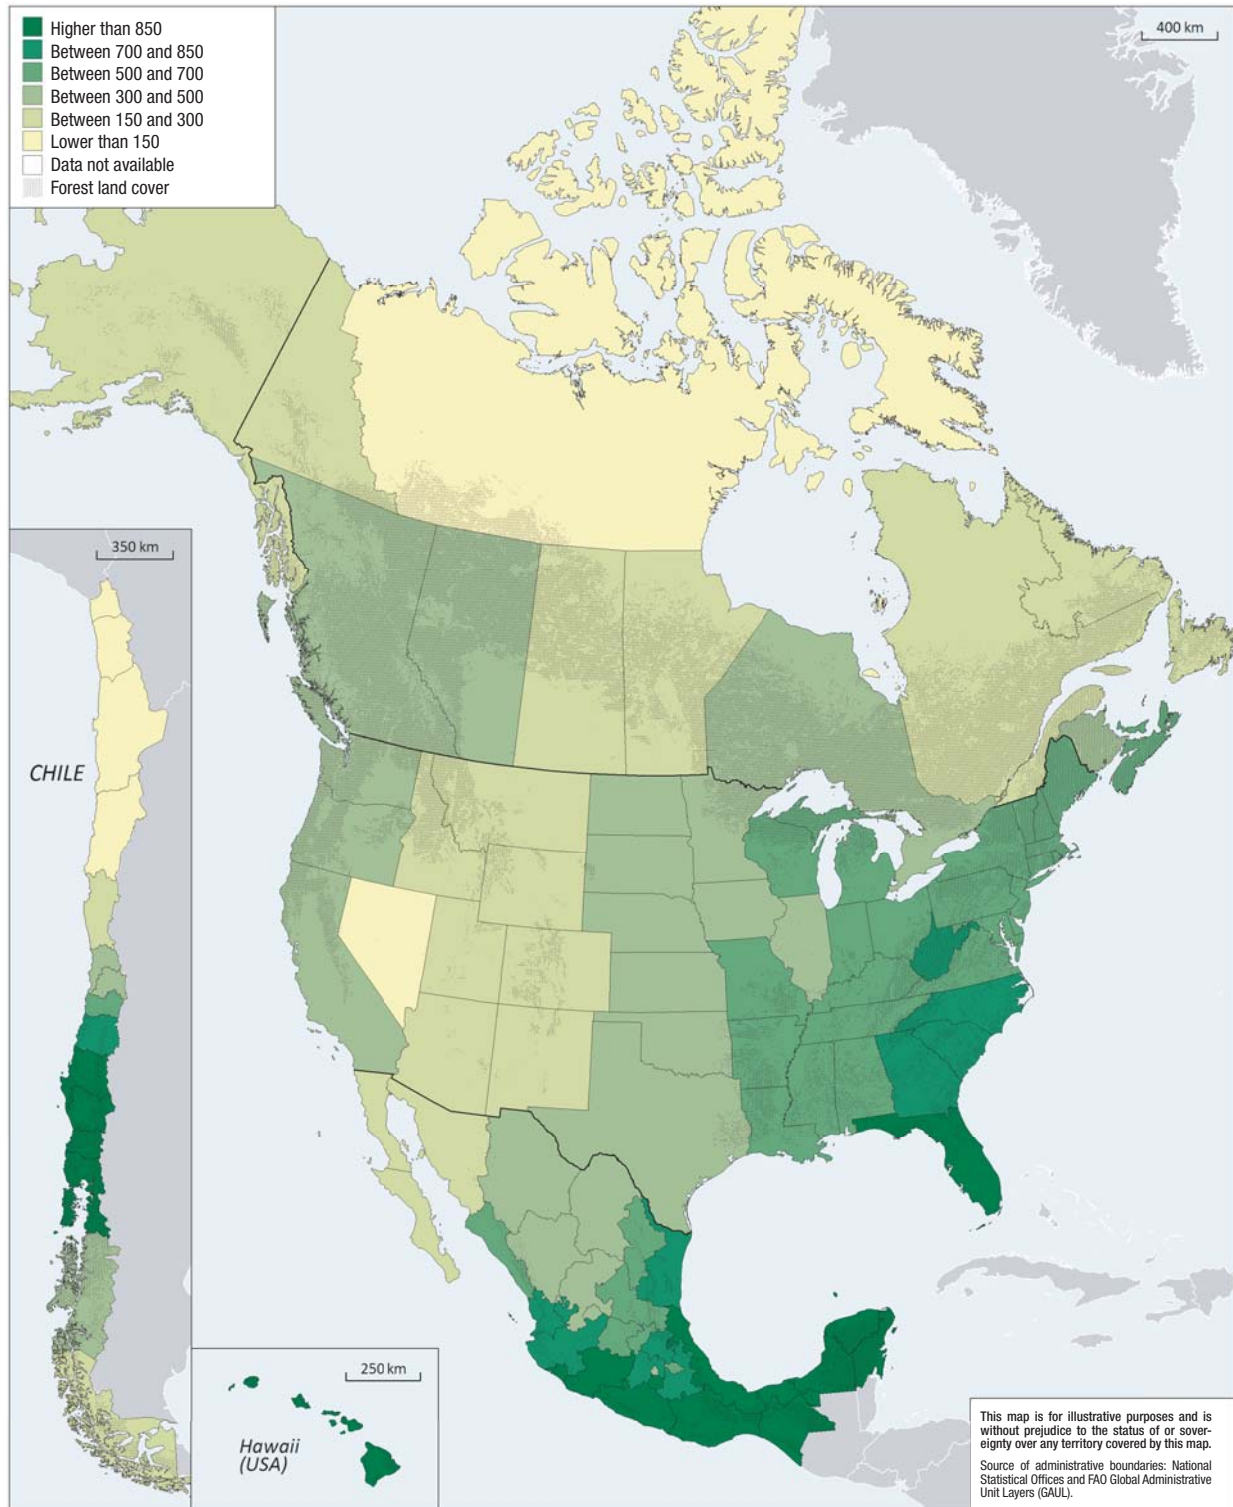 Higher than 850
Between 700 and 850
Between 500 and 700
Between 300 and 500
Between 150 and 300
Lower than 150
Data not available
Forest land cover
400 km
350 km
CHILE
250 km
Hawaii
(USA)
This map is for illustrative purposes and is
without prejudice to the status of or sover-
eignty over any territory covered by this map.
Source of administrative boundaries: National
Statistical Offices and FAO Global Administrative
Unit Layers (GAUL).